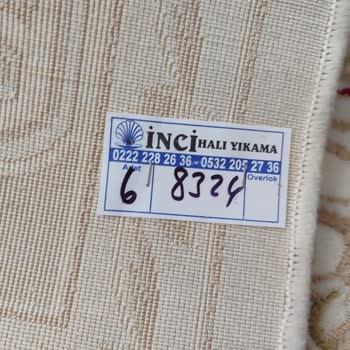 İNCİ HALI YIKAMA
0222 228 26 36 - 0532 205 27 36
Adet Overlok
6 8324